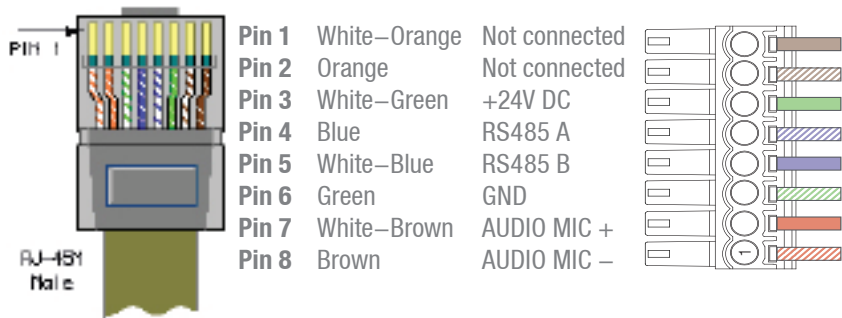 PIN 1
Pin 1 White–Orange Not connected
Pin 2 Orange Not connected
Pin 3 White–Green +24V DC
Pin 4 Blue RS485 A
Pin 5 White–Blue RS485 B
Pin 6 Green GND
Pin 7 White–Brown AUDIO MIC +
Pin 8 Brown AUDIO MIC –
RJ-45M
Male
1